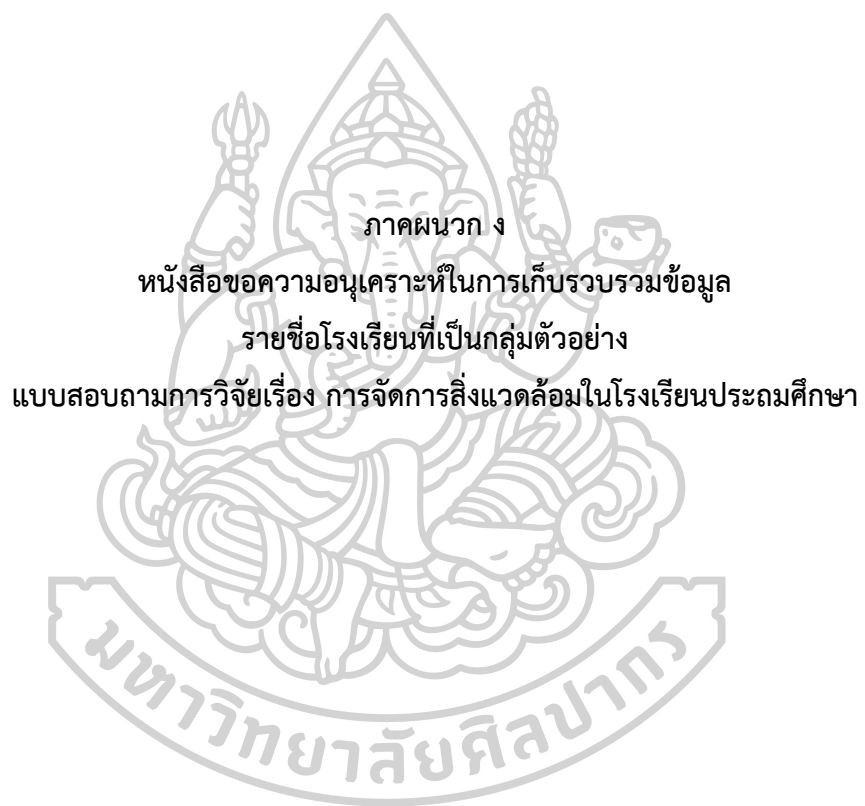 ภาคผนวก ง
หนังสือขอความอนุเคราะห์ในการเก็บรวบรวมข้อมูล
รายชื่อโรงเรียนที่เป็นกลุ่มตัวอย่าง
แบบสอบถามการวิจัยเรื่อง การจัดการสิ่งแวดล้อมในโรงเรียนประถมศึกษา
มหาวิทยาลัยศิลปากร